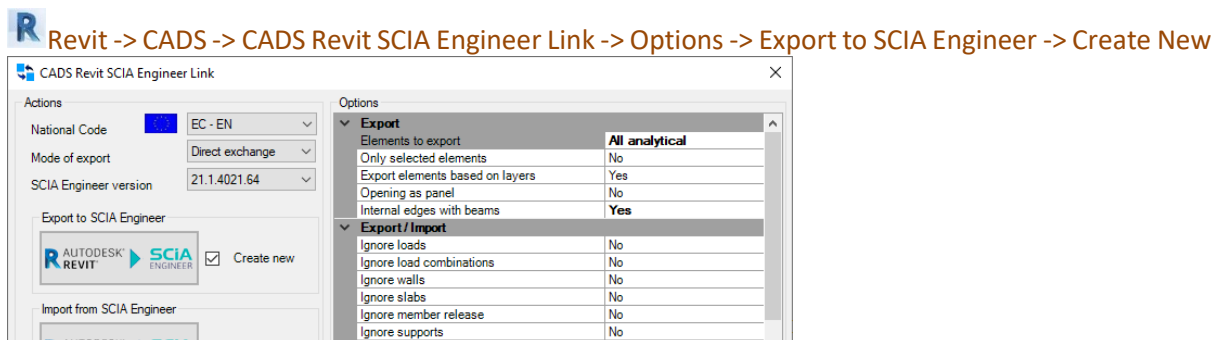 R Revit -> CADS -> CADS Revit SCIA Engineer Link -> Options -> Export to SCIA Engineer -> Create New
CADS Revit SCIA Engineer Link
Actions
National Code EC - EN
Mode of export Direct exchange
SCIA Engineer version 21.1.4021.64
Export to SCIA Engineer
R AUTODESK® REVIT® SCIA ENGINEER Create new
Import from SCIA Engineer
Options
Export
Elements to export All analytical
Only selected elements No
Export elements based on layers Yes
Opening as panel No
Internal edges with beams Yes
Export / Import
Ignore loads No
Ignore load combinations No
Ignore walls No
Ignore slabs No
Ignore member release No
Ignore supports No